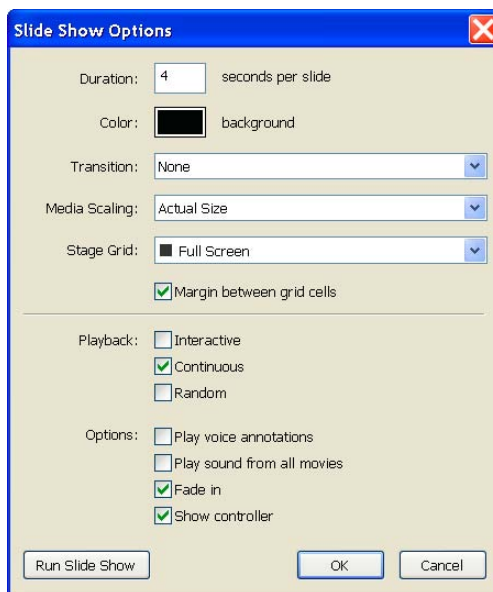 Slide Show Options
Duration: 4 seconds per slide
Color: background
Transition: None
Media Scaling: Actual Size
Stage Grid: Full Screen
Margin between grid cells
Playback: Interactive
Continuous
Random
Options: Play voice annotations
Play sound from all movies
Fade in
Show controller
Run Slide Show OK Cancel